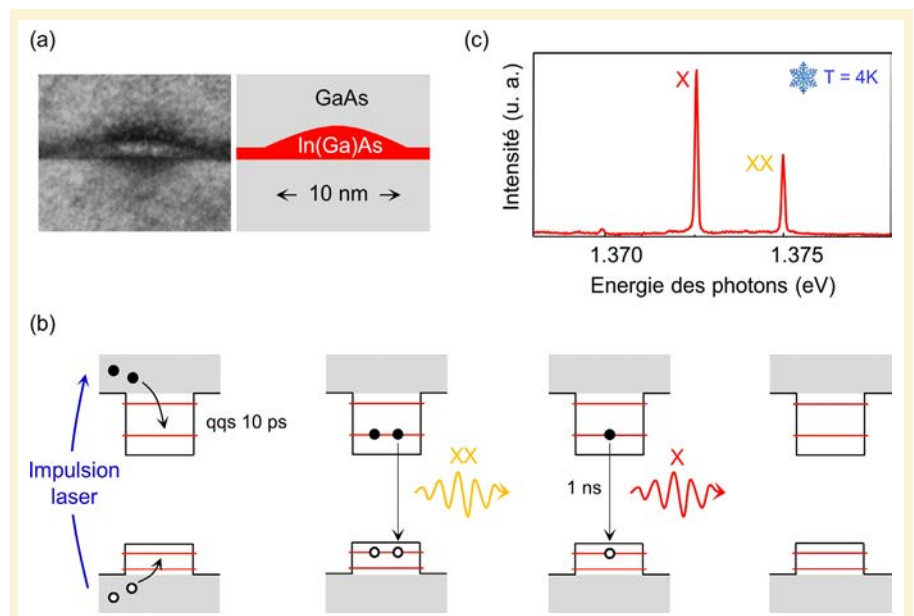 (a)
GaAs
In(Ga)As
10 nm
(c)
Intensité (u. a.)
X
XX
T = 4K
1.370
1.375
Energie des photons (eV)
(b)
Impulsion
laser
qqs 10 ps
XX
1 ns
X